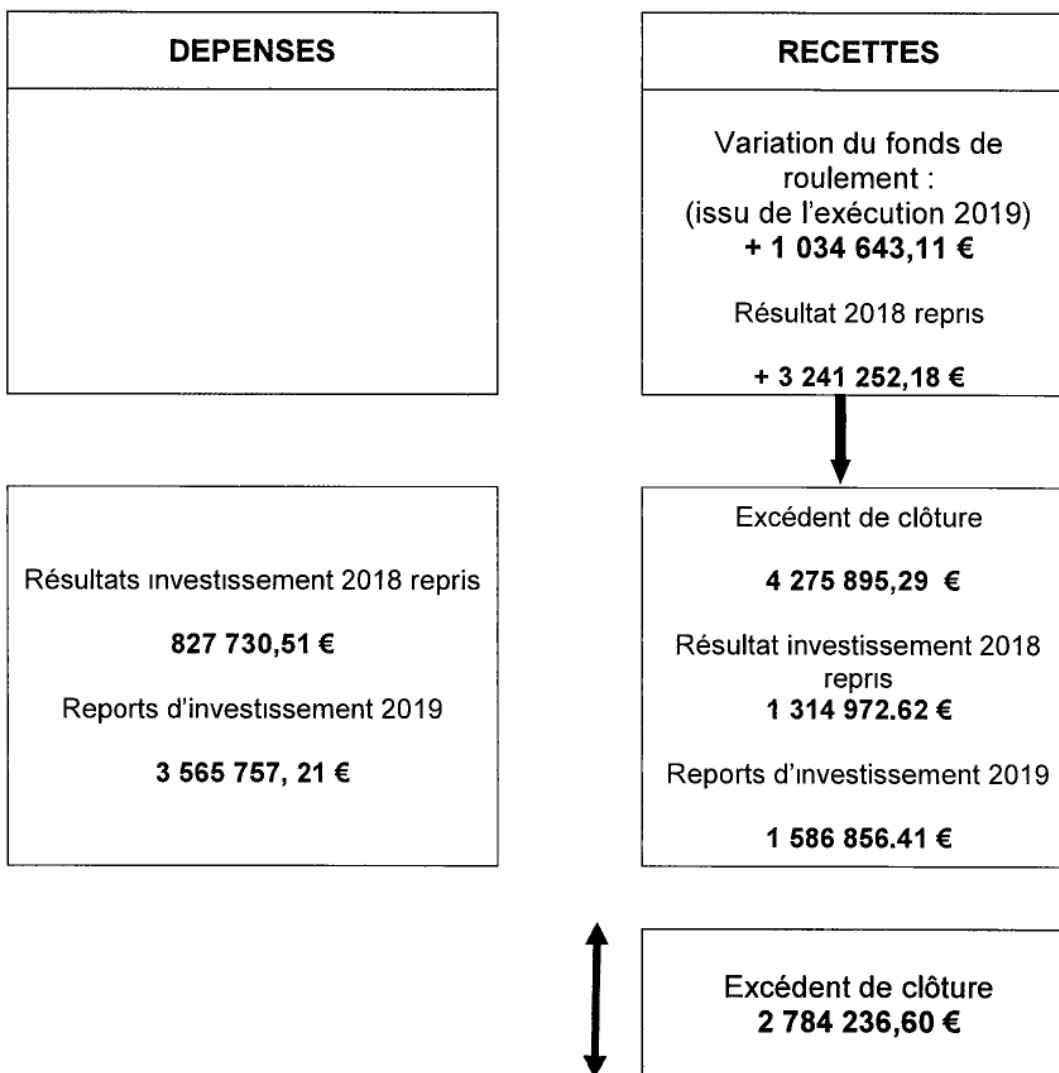 DEPENSES
RECETTES
Variation du fonds de
roulement :
(issu de l'exécution 2019)
+ 1 034 643,11 €
Résultat 2018 repris
+ 3 241 252,18 €
Résultats investissement 2018 repris
827 730,51 €
Reports d'investissement 2019
3 565 757, 21 €
Excédent de clôture
4 275 895,29 €
Résultat investissement 2018
repris
1 314 972.62 €
Reports d'investissement 2019
1 586 856.41 €
Excédent de clôture
2 784 236,60 €